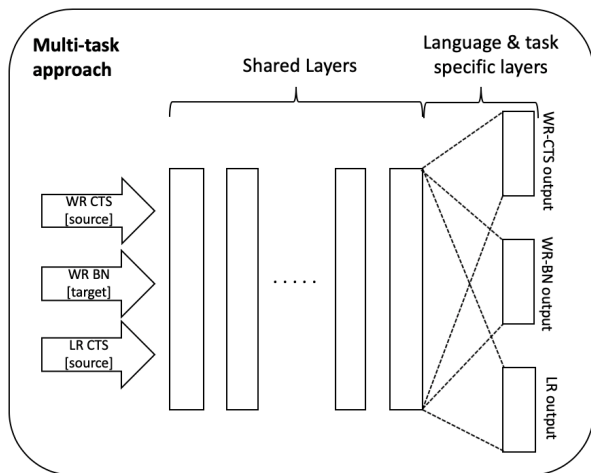 Multi-task
approach
Shared Layers
Language & task
specific layers
WR CTS
[source]
WR BN
[target]
LR CTS
[source]
.....
WR-CTS output
WR-BN output
LR output